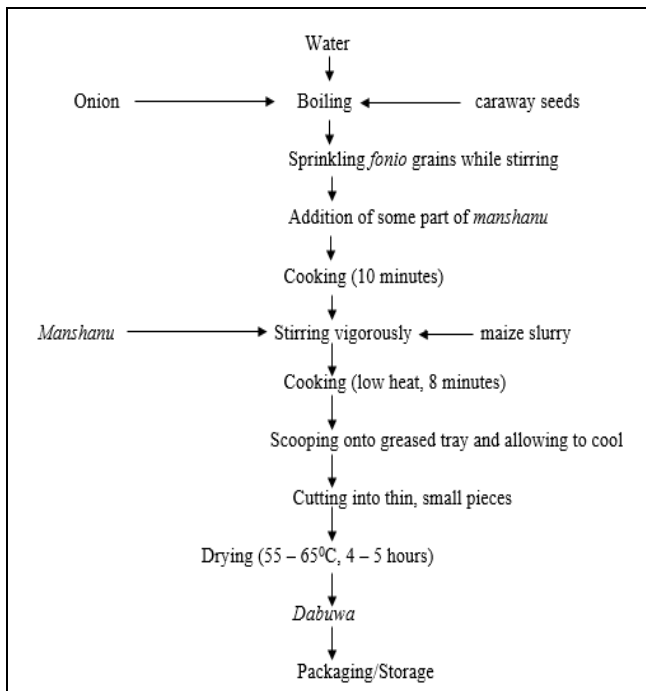 Water
Onion Boiling caraway seeds
Sprinkling fonio grains while stirring
Addition of some part of manshanu
Cooking (10 minutes)
Manshanu Stirring vigorously maize slurry
Cooking (low heat, 8 minutes)
Scooping onto greased tray and allowing to cool
Cutting into thin, small pieces
Drying (55 – 65⁰C, 4 – 5 hours)
Dabuwa
Packaging/Storage